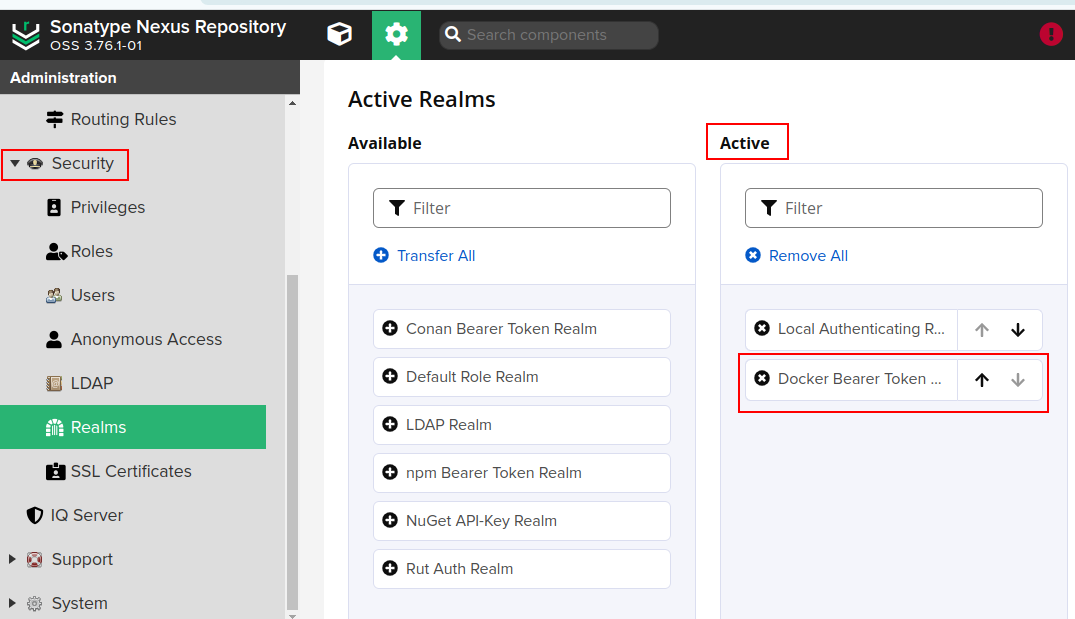 Sonatype Nexus Repository
OSS 3.76.1-01
Search components
Administration
Routing Rules
Security
Privileges
Roles
Users
Anonymous Access
LDAP
Realms
SSL Certificates
IQ Server
Support
System
Active Realms
Available
Filter
Transfer All
Conan Bearer Token Realm
Default Role Realm
LDAP Realm
npm Bearer Token Realm
NuGet API-Key Realm
Rut Auth Realm
Active
Filter
Remove All
Local Authenticating R...
Docker Bearer Token ...